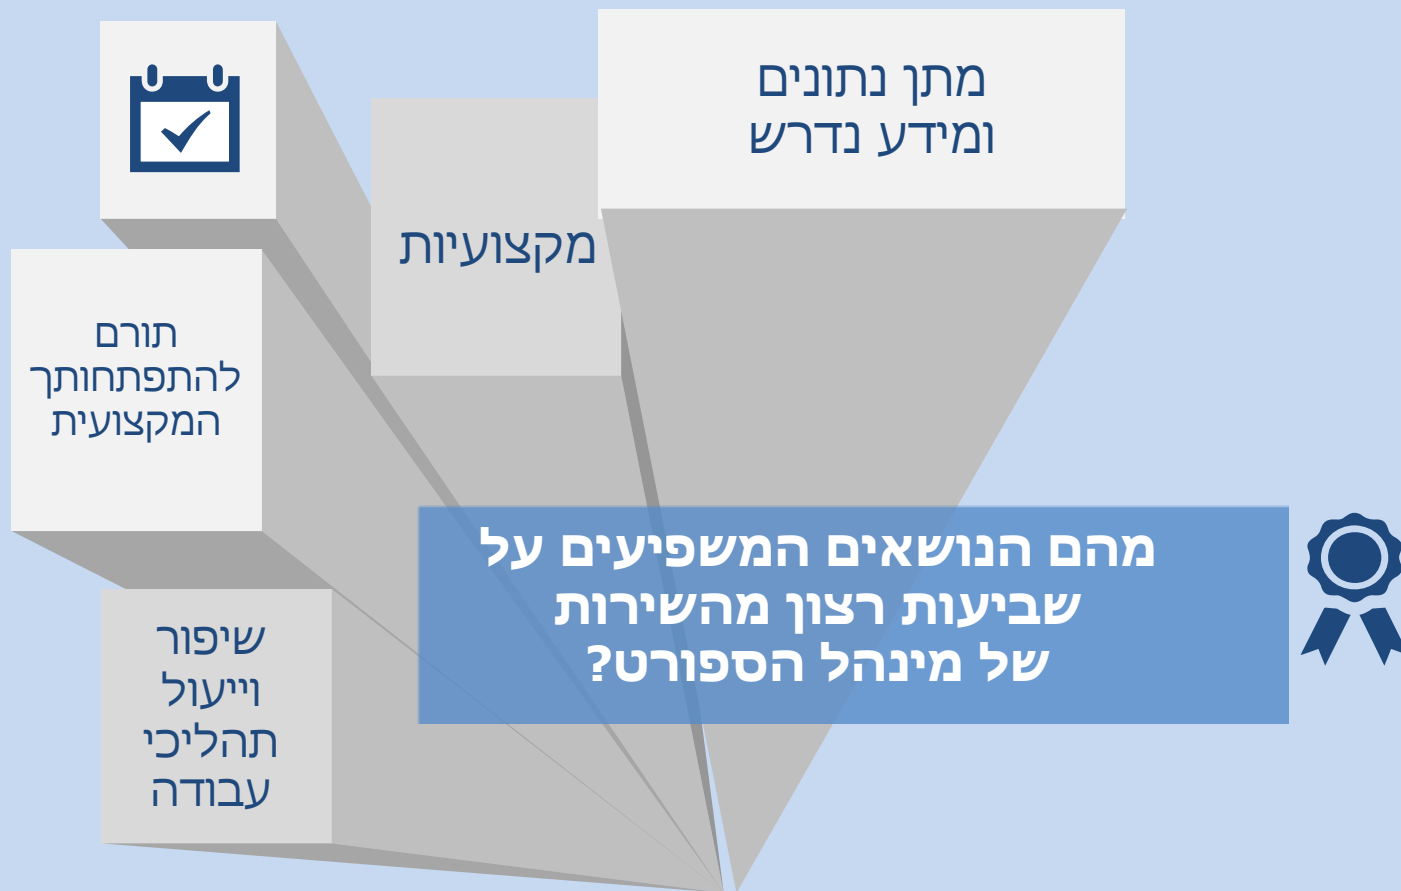 מתן נתונים
ומידע נדרש
מקצועיות
תורם
להתפתחותך
המקצועית
מהם הנושאים המשפיעים על
שביעות רצון מהשירות
של מינהל הספורט?
שיפור
וייעול
תהליכי
עבודה